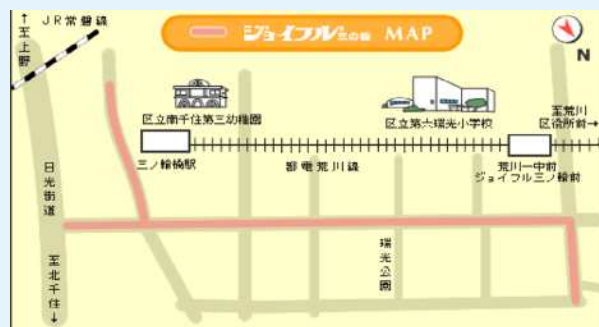 ↑至上野
JR常磐線
ジョイフル三の輪 MAP
N
区立南千住第三幼稚園
区立第六瑞光小学校
至荒川
区役所前→
三ノ輪橋駅
都電荒川線
荒川一中前
ジョイフル三ノ輪前
日光街道
瑞光公園
至北千住↓